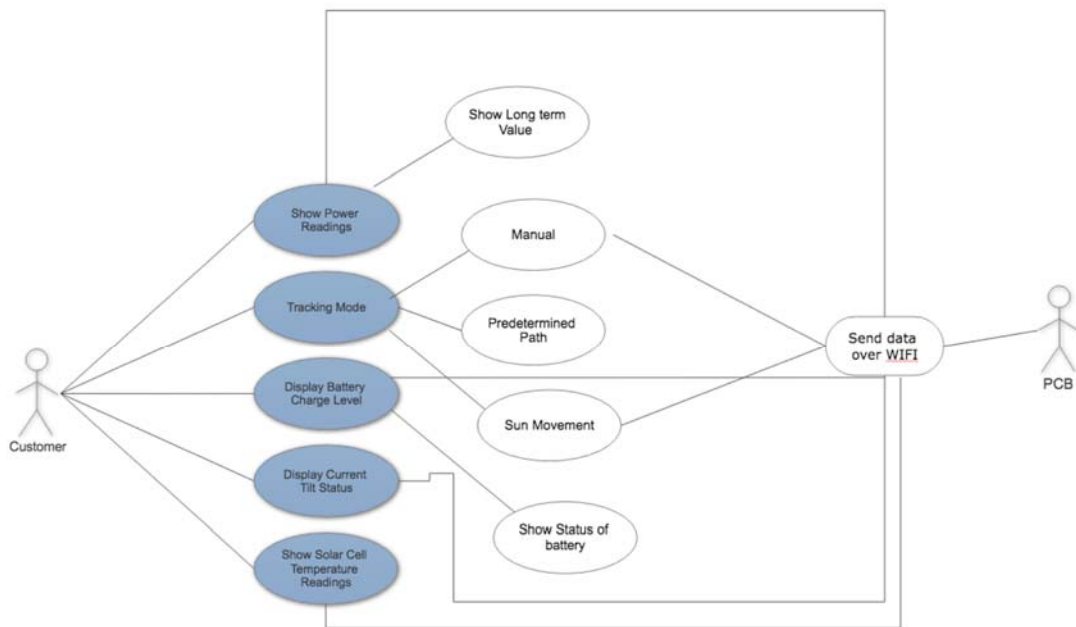 Show Long term
Value
Show Power
Readings
Manual
Tracking Mode
Predetermined
Path
Send data
over WIFI
PCB
Display Battery
Charge Level
Customer
Sun Movement
Display Current
Tilt Status
Show Status of
battery
Show Solar Cell
Temperature
Readings